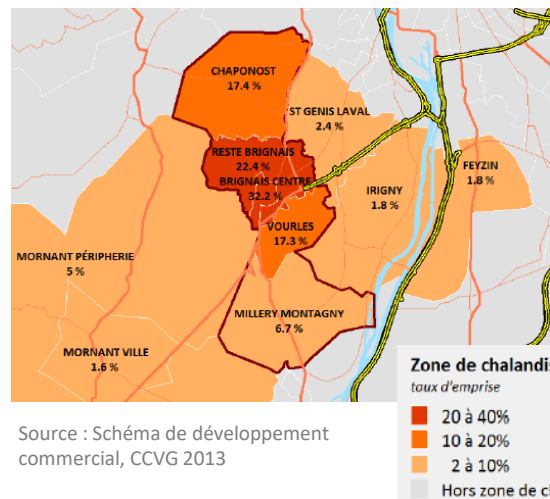 CHAPONOST
17.4 %
ST GENIS LAVAL
2.4 %
RESTE BRIGNAIS
22.4 %
BRIGNAIS CENTRE
32.2 %
FEYZIN
1.8 %
IRIGNY
1.8 %
VOURLES
17.3 %
MORNANT PÉRIPHERIE
5 %
MILLERY MONTAGNY
6.7 %
MORNANT VILLE
1.6 %
Zone de chalandis
taux d'emprise
20 à 40%
10 à 20%
2 à 10%
Hors zone de c
Source : Schéma de développement
commercial, CCVG 2013